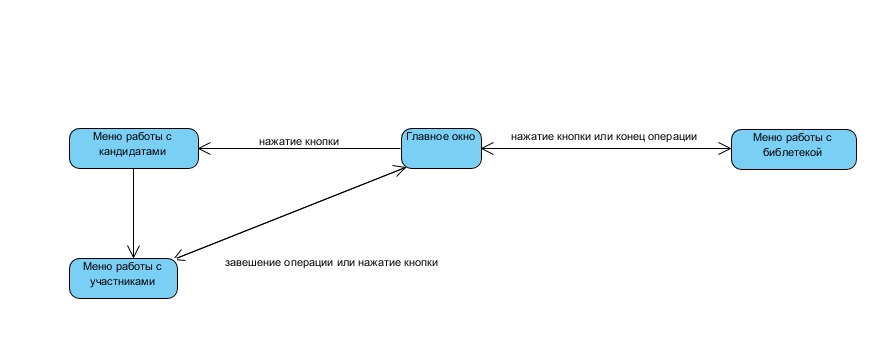 Меню работы с
кандидатами
нажатие кнопки
Главное окно
нажатие кнопки или конец операции
Меню работы с
библетекой
Меню работы с
участниками
завешение операции или нажатие кнопки